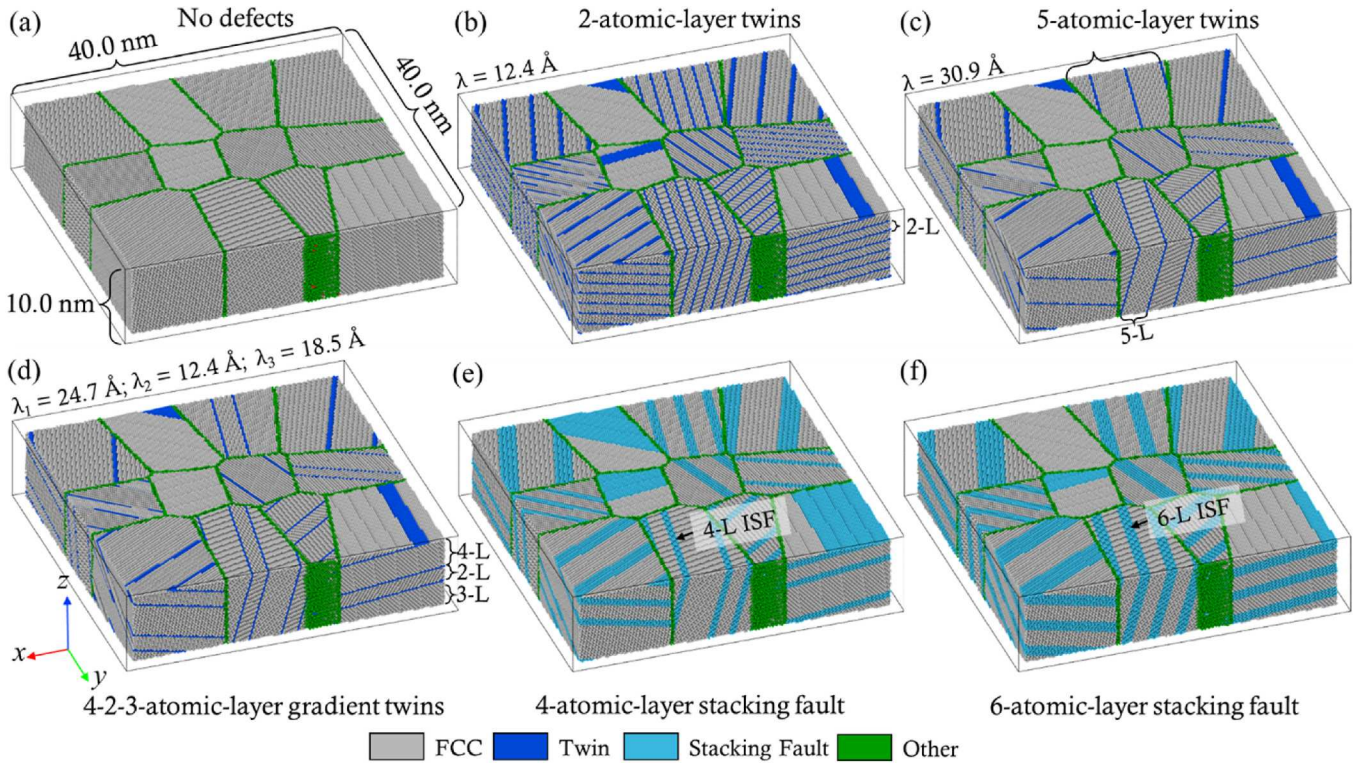 (a) No defects
40.0 nm
40.0 nm
10.0 nm
(b) 2-atomic-layer twins
λ = 12.4 Å
2-L
(c) 5-atomic-layer twins
λ = 30.9 Å
5-L
(d)
λ₁ = 24.7 Å; λ₂ = 12.4 Å; λ₃ = 18.5 Å
4-L
2-L
3-L
z
x
y
4-2-3-atomic-layer gradient twins
(e)
4-L ISF
4-atomic-layer stacking fault
(f)
6-L ISF
6-atomic-layer stacking fault
FCC Twin Stacking Fault Other